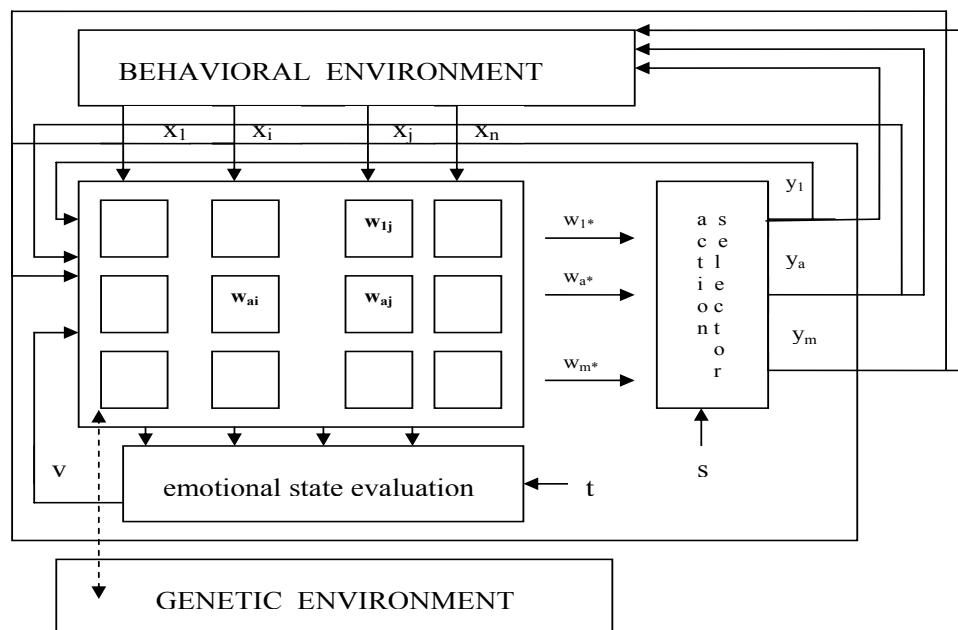 BEHAVIORAL ENVIRONMENT
x1 xi xj xn
w1j
wai waj
w1*
wa*
wm*
action
selector
y1
ya
ym
v
emotional state evaluation
t
s
GENETIC ENVIRONMENT